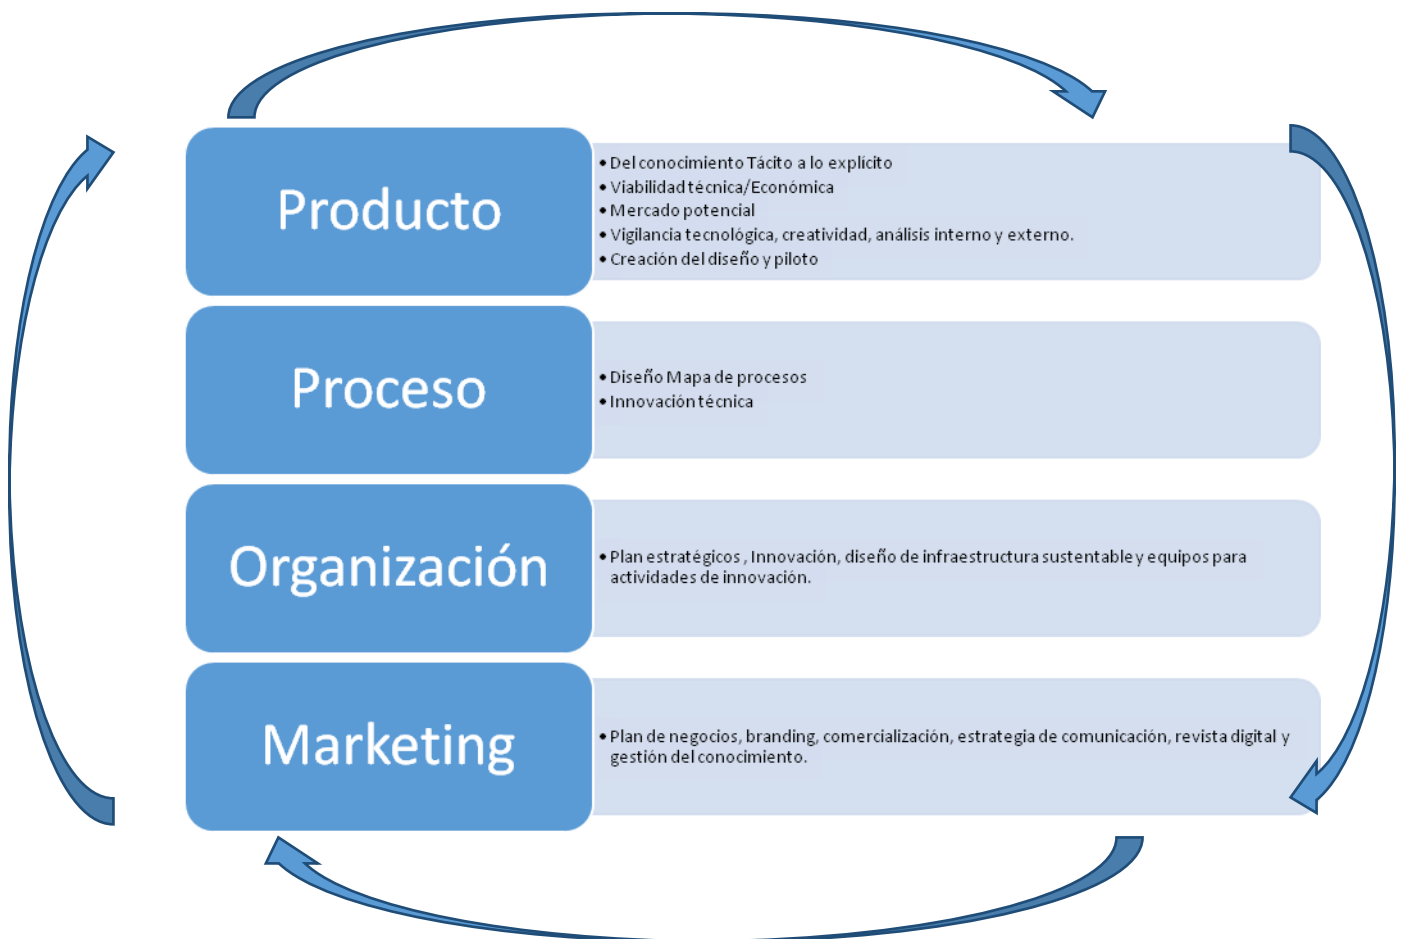 Producto
• Del conocimiento Tácito a lo explícito
• Viabilidad técnica/Económica
• Mercado potencial
• Vigilancia tecnológica, creatividad, análisis interno y externo.
• Creación del diseño y piloto
Proceso
• Diseño Mapa de procesos
• Innovación técnica
Organización
• Plan estratégicos , Innovación, diseño de infraestructura sustentable y equipos para
actividades de innovación.
Marketing
• Plan de negocios, branding, comercialización, estrategia de comunicación, revista digital y
gestión del conocimiento.